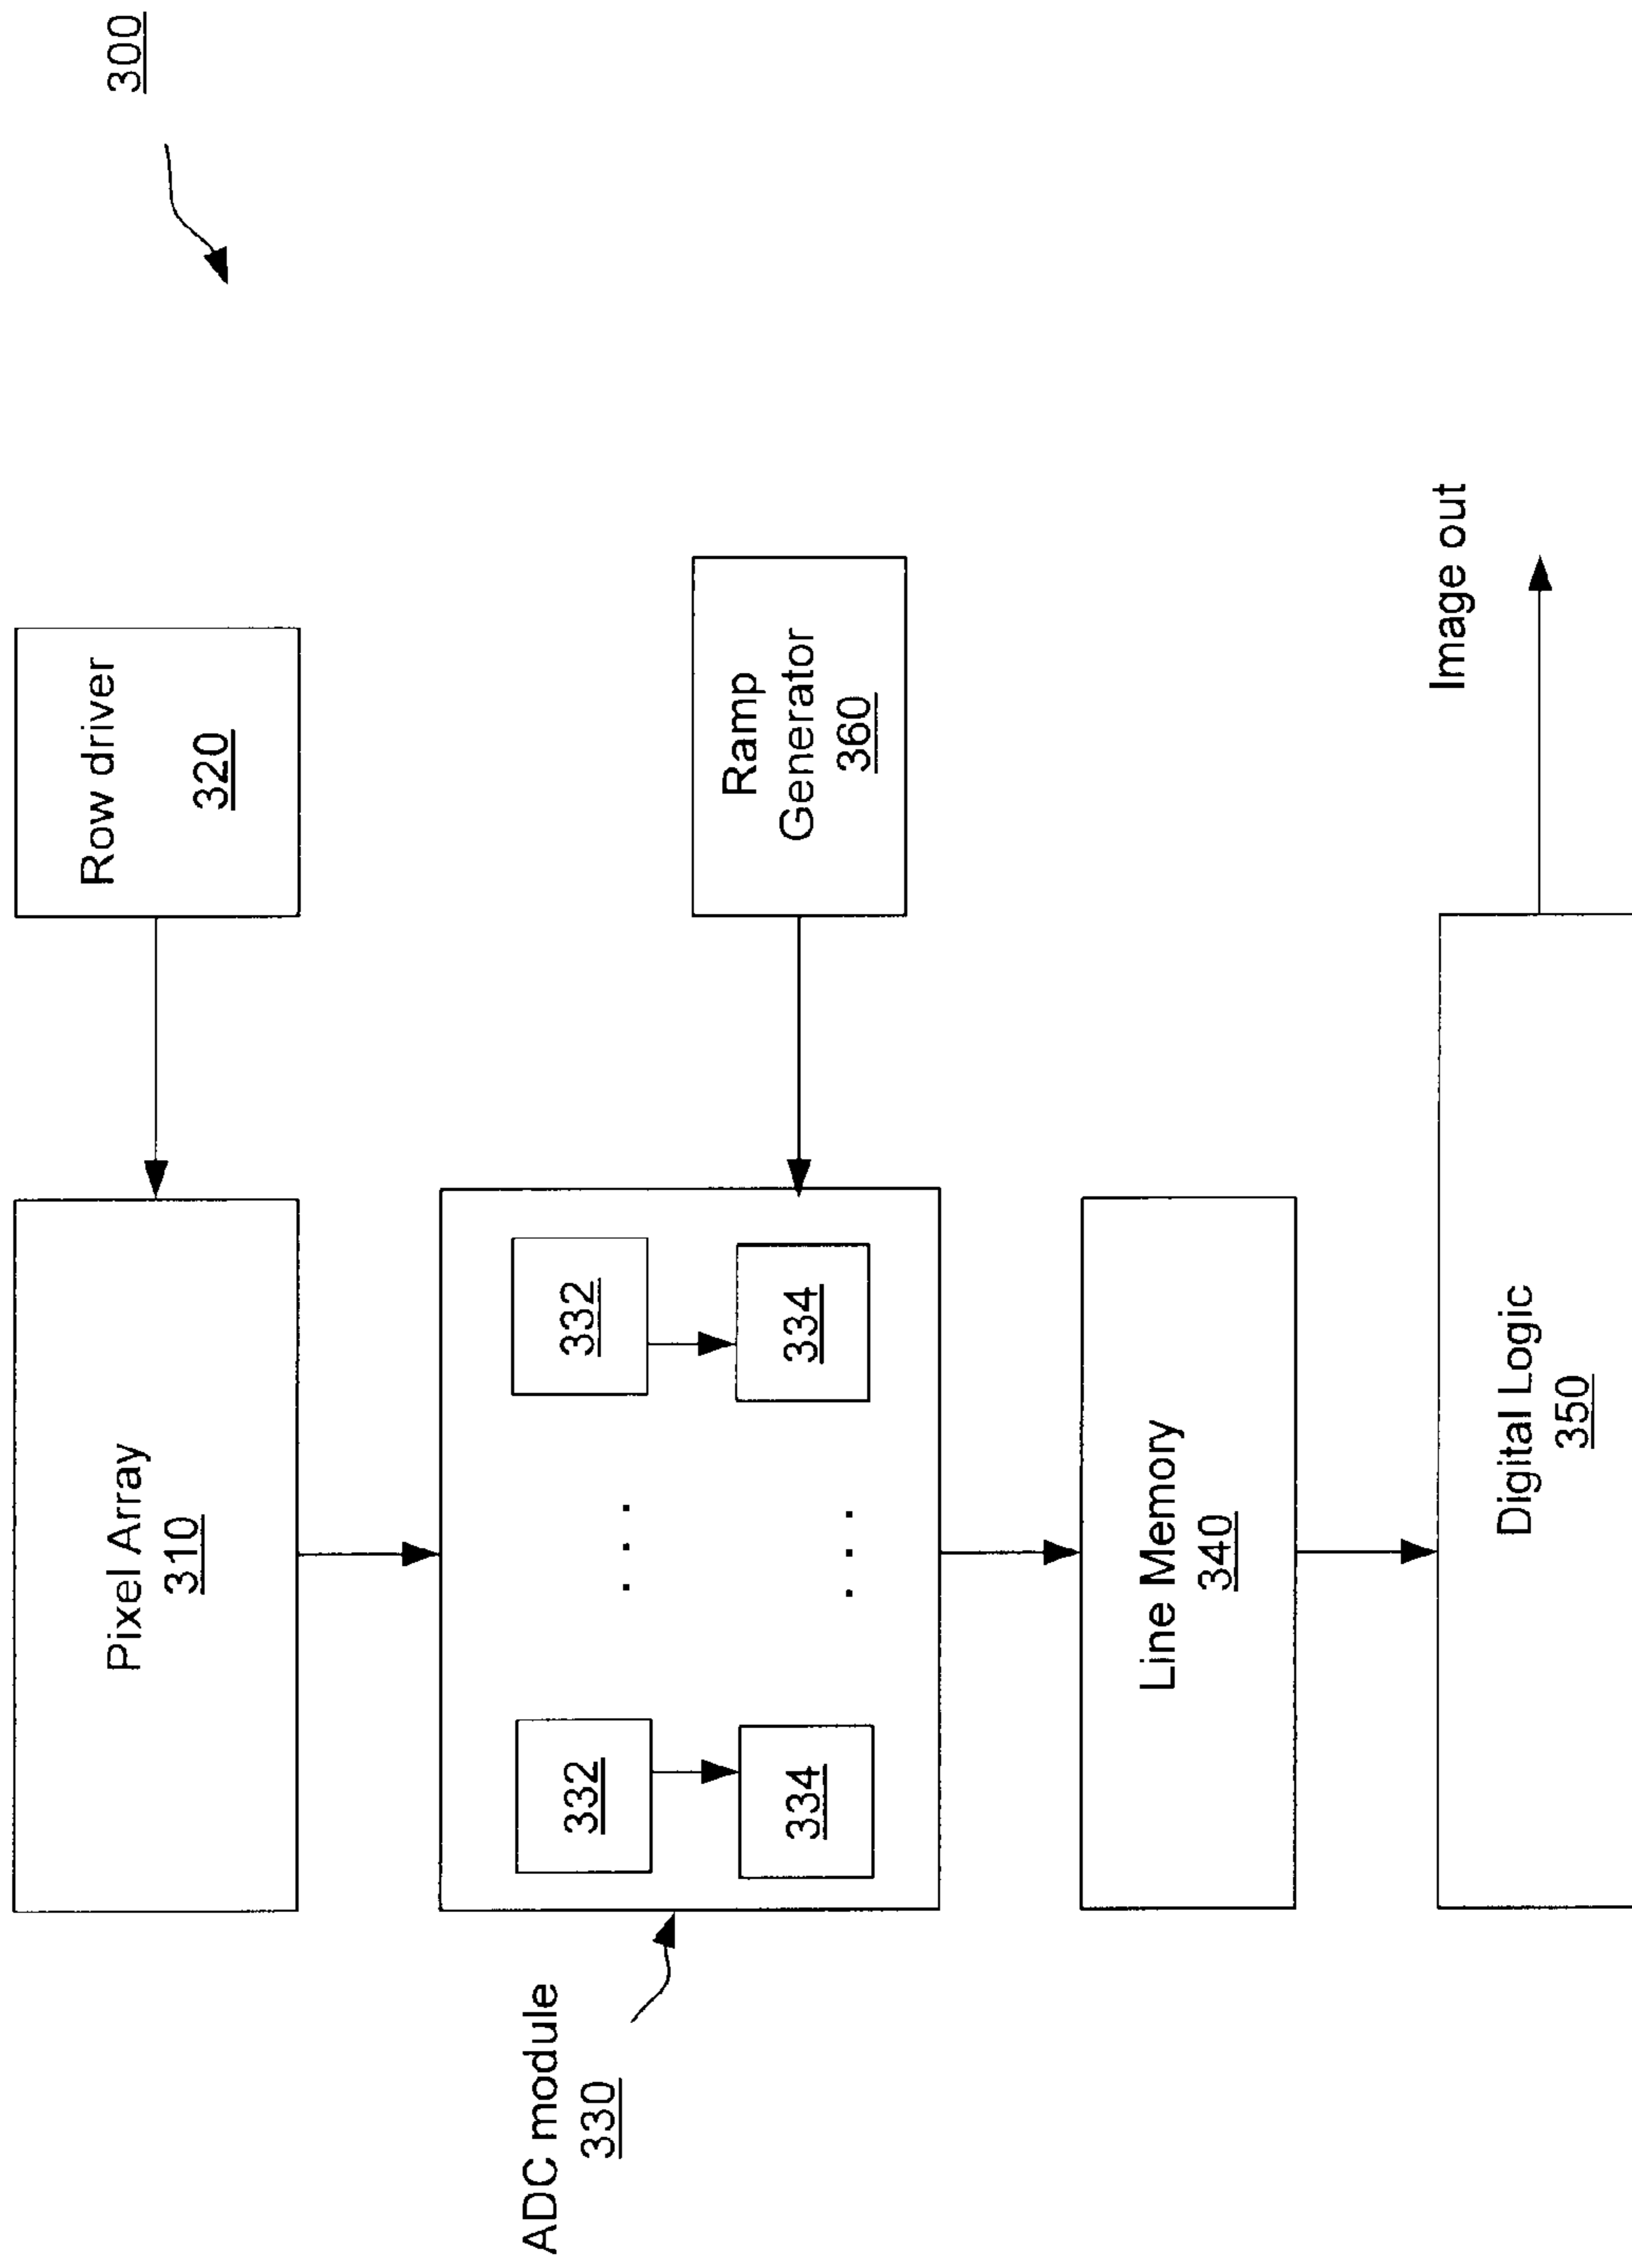 300
Row driver
320
Pixel Array
310
ADC module
330
332
332
334
334
Ramp
Generator
360
Line Memory
340
Digital Logic
350
Image out